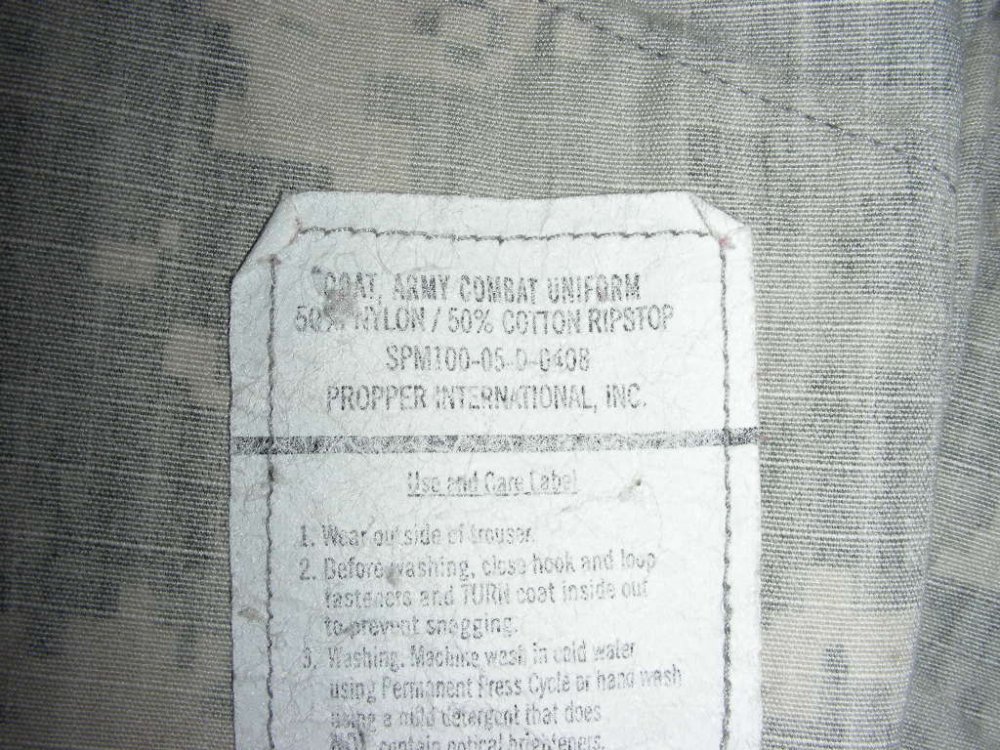 COAT, ARMY COMBAT UNIFORM
50% NYLON / 50% COTTON RIPSTOP
SPM100-05-D-0408
PROPPER INTERNATIONAL, INC.
Use and Care Label
1. Wear outside of trouser.
2. Before washing, close hook and loop
fasteners and TURN coat inside out
to prevent snagging.
3. Washing. Machine wash in cold water
using Permanent Press Cycle or hand wash
using a mild detergent that does
NOT contain optical brighteners.